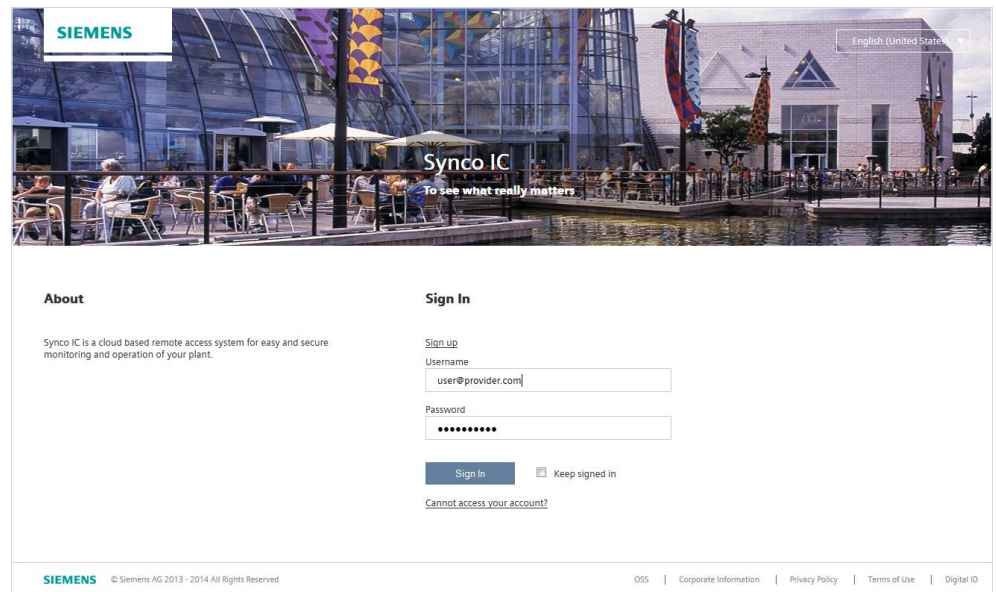 SIEMENS
English (United States)
Synco IC
To see what really matters
About
Synco IC is a cloud based remote access system for easy and secure
monitoring and operation of your plant.
Sign In
Sign up
Username
user@provider.com
Password
Sign In
Keep signed in
Cannot access your account?
SIEMENS © Siemens AG 2013 - 2014 All Rights Reserved OSS | Corporate Information | Privacy Policy | Terms of Use | Digital ID